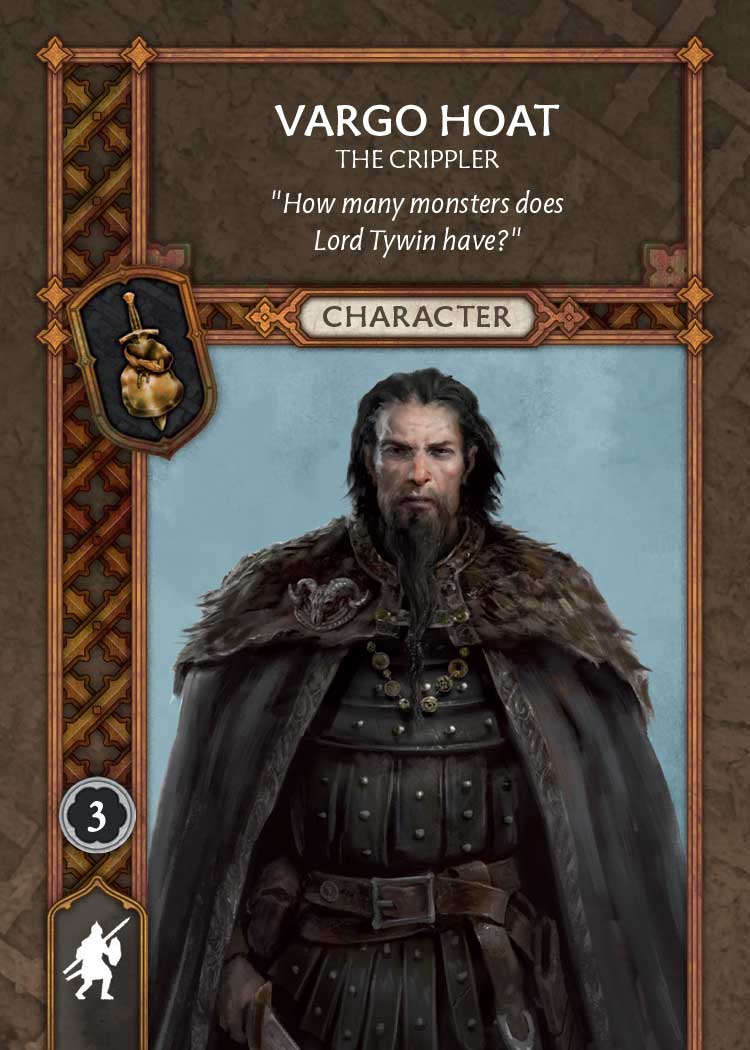 VARGO HOAT
THE CRIPPLER
"How many monsters does
Lord Tywin have?"
CHARACTER
3